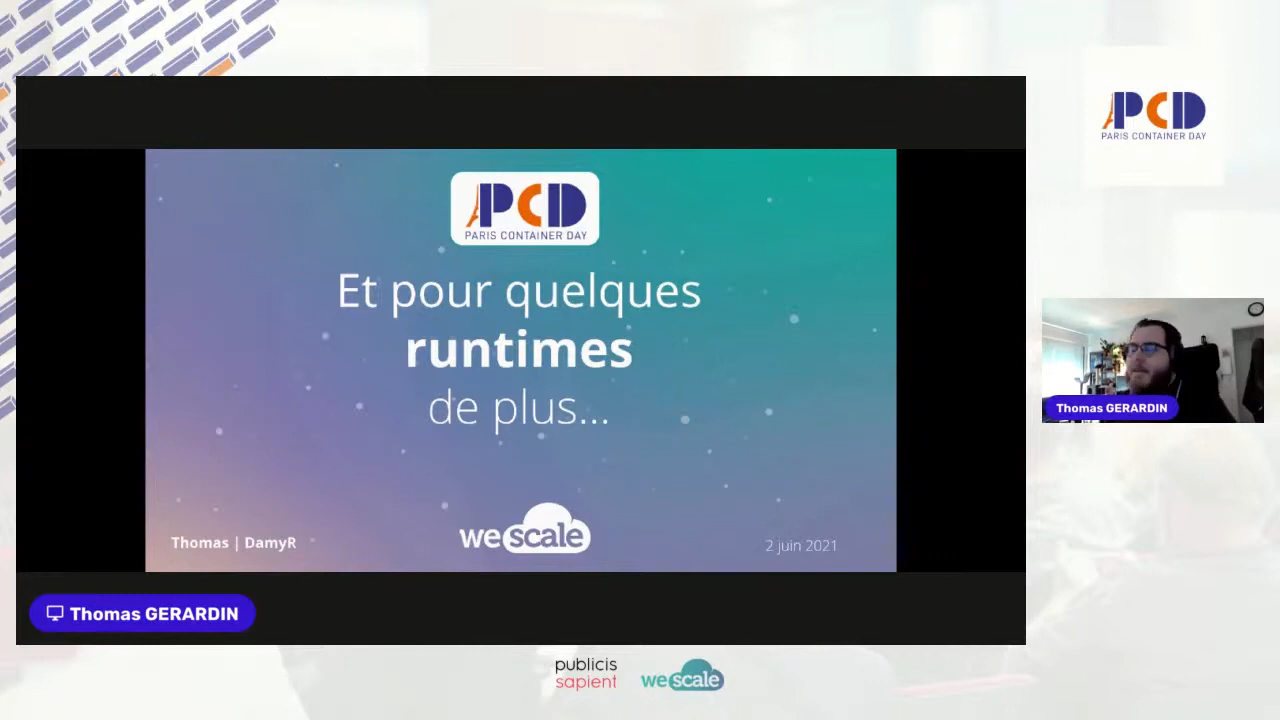 PCD
PARIS CONTAINER DAY
PCD
PARIS CONTAINER DAY
Et pour quelques
runtimes
de plus...
Thomas | DamyR
wescale
2 juin 2021
Thomas GERARDIN
Thomas GERARDIN
publicis
sapient
wescale